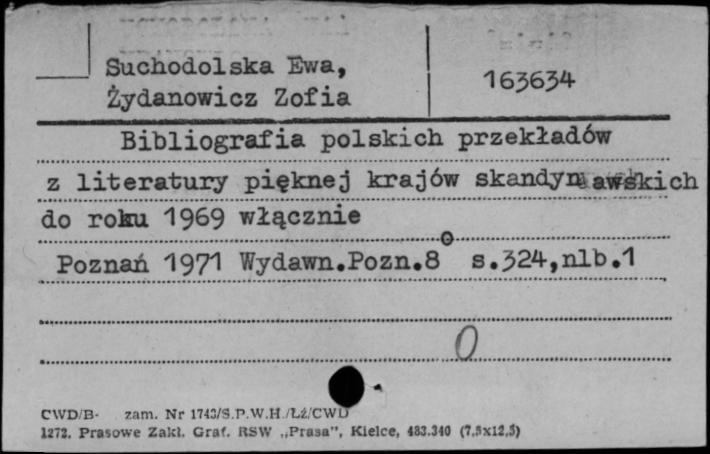 Suchodolska Ewa,
Żydanowicz Zofia
163634
Bibliografia polskich przekładów
z literatury pięknej krajów skandynawskich
do roku 1969 włącznie
Poznań 1971 Wydawn.Pozn.8° s.324,nlb.1
0
CWD/B- zam. Nr 1743/S.P.W.H./Łź/CWD
1272. Prasowe Zakł. Graf. RSW „Prasa", Kielce, 483.340 (7,5x12,5)